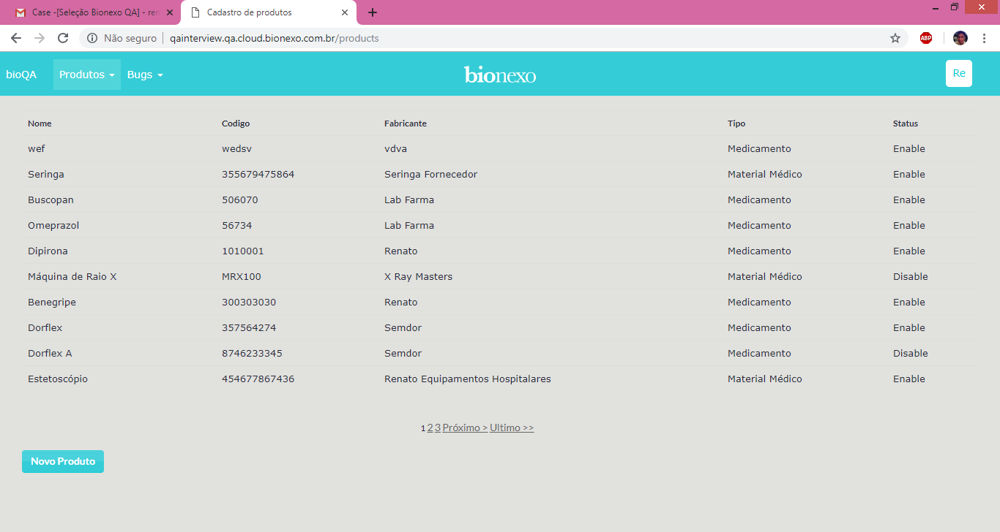 Case -[Seleção Bionexo QA] - ren
Cadastro de produtos
Não seguro
qainterview.qa.cloud.bionexo.com.br/products
ABP
bioQA Produtos Bugs bionexo Re
Nome Codigo Fabricante Tipo Status
wef wedsv vdva Medicamento Enable
Seringa 355679475864 Seringa Fornecedor Material Médico Enable
Buscopan 506070 Lab Farma Medicamento Enable
Omeprazol 56734 Lab Farma Medicamento Enable
Dipirona 1010001 Renato Medicamento Enable
Máquina de Raio X MRX100 X Ray Masters Material Médico Disable
Benegripe 300303030 Renato Medicamento Enable
Dorflex 357564274 Semdor Medicamento Enable
Dorflex A 8746233345 Semdor Medicamento Disable
Estetoscópio 454677867436 Renato Equipamentos Hospitalares Material Médico Enable
1 2 3 Próximo > Ultimo >>
Novo Produto